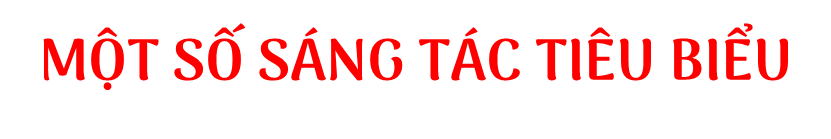 MỘT SỐ SÁNG TÁC TIÊU BIỂU